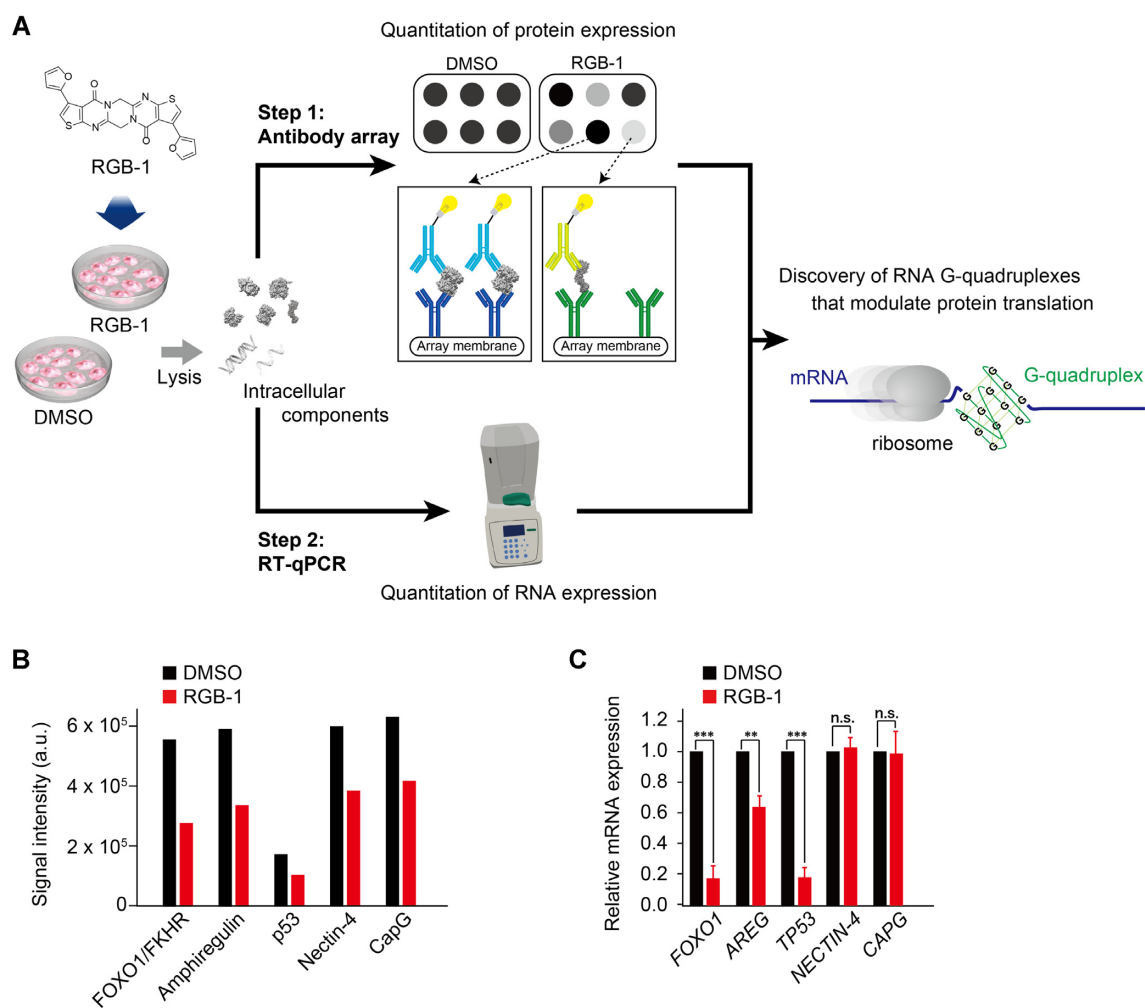 A
Quantitation of protein expression
DMSO
RGB-1
O
O
S
N
N
N
N
S
O
O
RGB-1
Step 1:
Antibody array
RGB-1
DMSO
Lysis
Intracellular
components
Array membrane
Array membrane
Discovery of RNA G-quadruplexes
that modulate protein translation
mRNA
G-quadruplex
ribosome
G
G
G
G
G
G
G
G
G
G
G
G
Step 2:
RT-qPCR
Quantitation of RNA expression
B
DMSO
RGB-1
Signal intensity (a.u.)
6 x 10⁵
4 x 10⁵
2 x 10⁵
0
FOXO1/FKHR
Amphiregulin
p53
Nectin-4
CapG
C
DMSO
RGB-1
Relative mRNA expression
1.2
1.0
0.8
0.6
0.4
0.2
0.0
***
**
***
n.s.
n.s.
FOXO1
AREG
TP53
NECTIN-4
CAPG